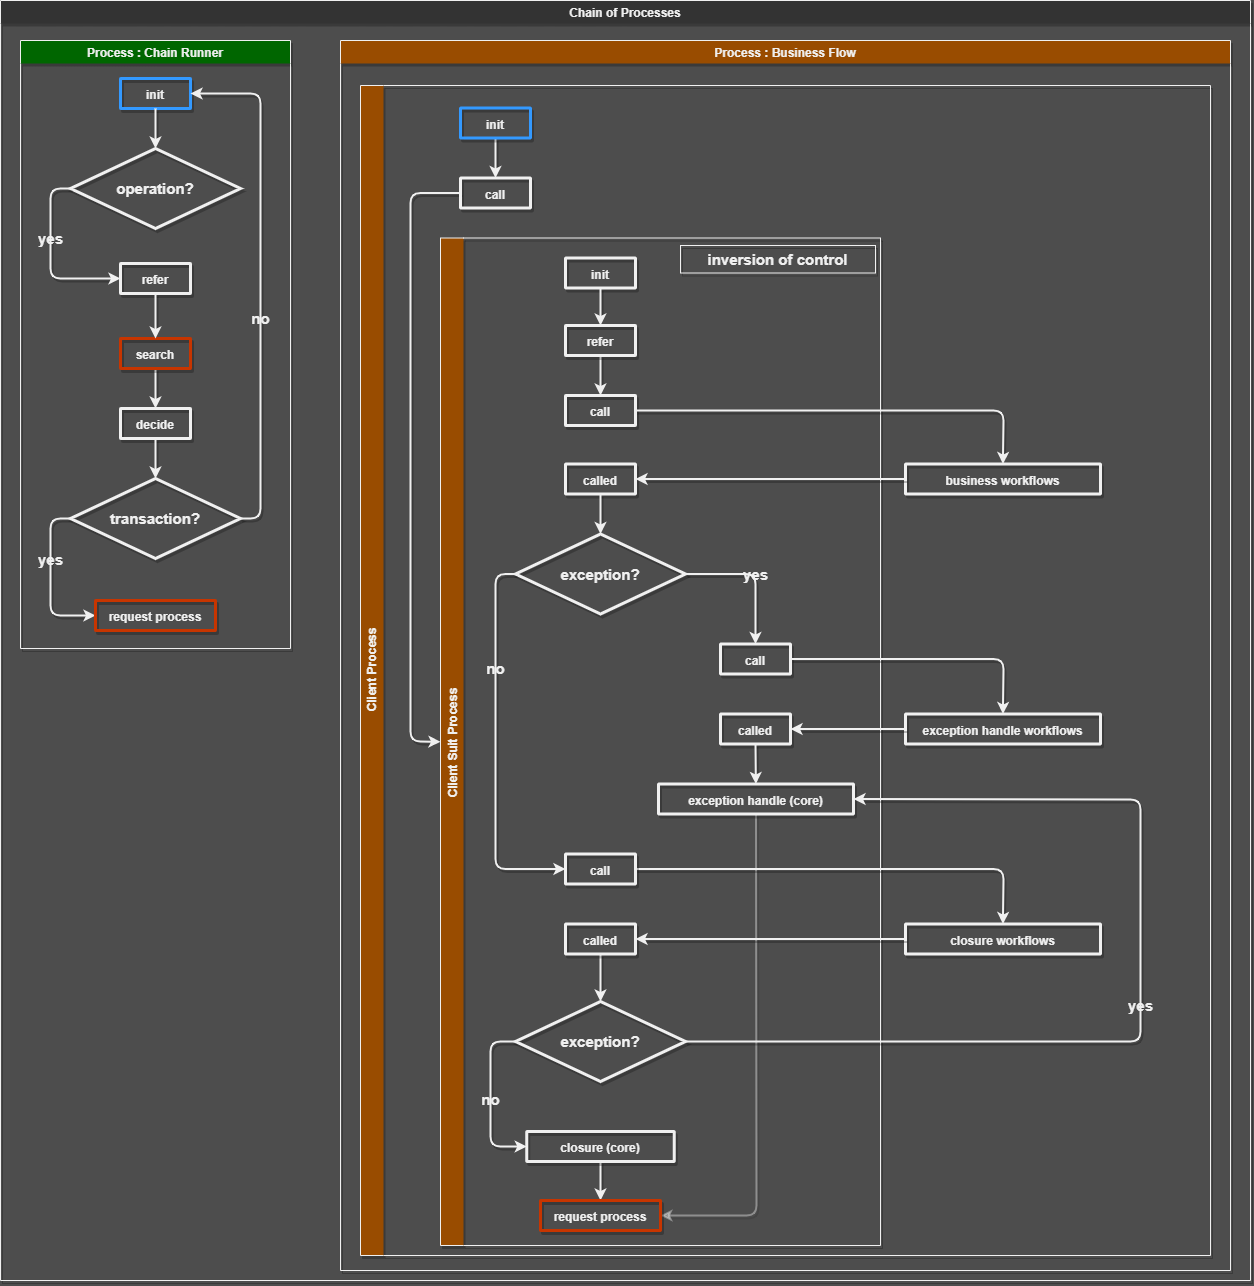 Chain of Processes
Process : Chain Runner
init
operation?
yes
refer
no
search
decide
transaction?
yes
request process
Process : Business Flow
Client Process
init
call
Client Suit Process
inversion of control
init
refer
call
business workflows
called
exception?
yes
no
call
exception handle workflows
called
exception handle (core)
call
closure workflows
called
exception?
yes
no
closure (core)
request process